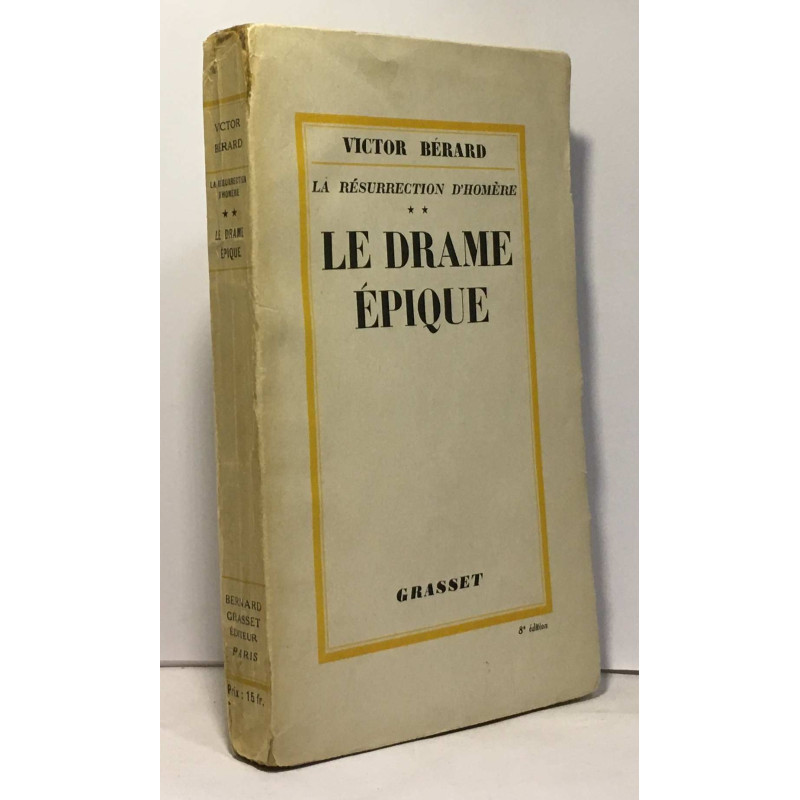 VICTOR
BÉRARD
LA RÉSURRECTION
D'HOMÈRE
★ ★
LE DRAME
ÉPIQUE
BERNARD
GRASSET
ÉDITEUR
PARIS
Prix : 15 fr.
VICTOR BÉRARD
LA RÉSURRECTION D'HOMÈRE
★ ★
LE DRAME
ÉPIQUE
GRASSET
8e édition